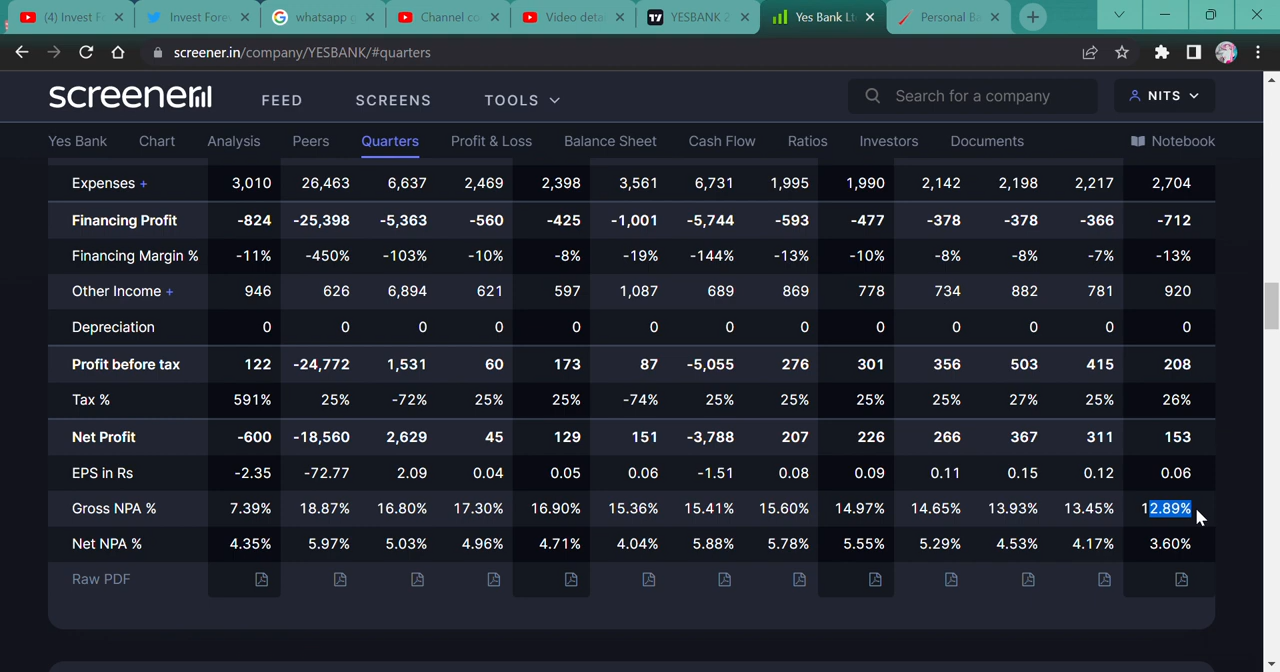 (4) Invest F
Invest Fore
whatsapp g
Channel co
Video deta
YESBANK 2
Yes Bank Lt
Personal Ba
screener.in/company/YESBANK/#quarters
screener
FEED
SCREENS
TOOLS
Search for a company
NITS
Yes Bank Chart Analysis Peers Quarters Profit & Loss Balance Sheet Cash Flow Ratios Investors Documents Notebook
Expenses + 3,010 26,463 6,637 2,469 2,398 3,561 6,731 1,995 1,990 2,142 2,198 2,217 2,704
Financing Profit -824 -25,398 -5,363 -560 -425 -1,001 -5,744 -593 -477 -378 -378 -366 -712
Financing Margin % -11% -450% -103% -10% -8% -19% -144% -13% -10% -8% -8% -7% -13%
Other Income + 946 626 6,894 621 597 1,087 689 869 778 734 882 781 920
Depreciation 0 0 0 0 0 0 0 0 0 0 0 0 0
Profit before tax 122 -24,772 1,531 60 173 87 -5,055 276 301 356 503 415 208
Tax % 591% 25% -72% 25% 25% -74% 25% 25% 25% 25% 27% 25% 26%
Net Profit -600 -18,560 2,629 45 129 151 -3,788 207 226 266 367 311 153
EPS in Rs -2.35 -72.77 2.09 0.04 0.05 0.06 -1.51 0.08 0.09 0.11 0.15 0.12 0.06
Gross NPA % 7.39% 18.87% 16.80% 17.30% 16.90% 15.36% 15.41% 15.60% 14.97% 14.65% 13.93% 13.45% 12.89%
Net NPA % 4.35% 5.97% 5.03% 4.96% 4.71% 4.04% 5.88% 5.78% 5.55% 5.29% 4.53% 4.17% 3.60%
Raw PDF